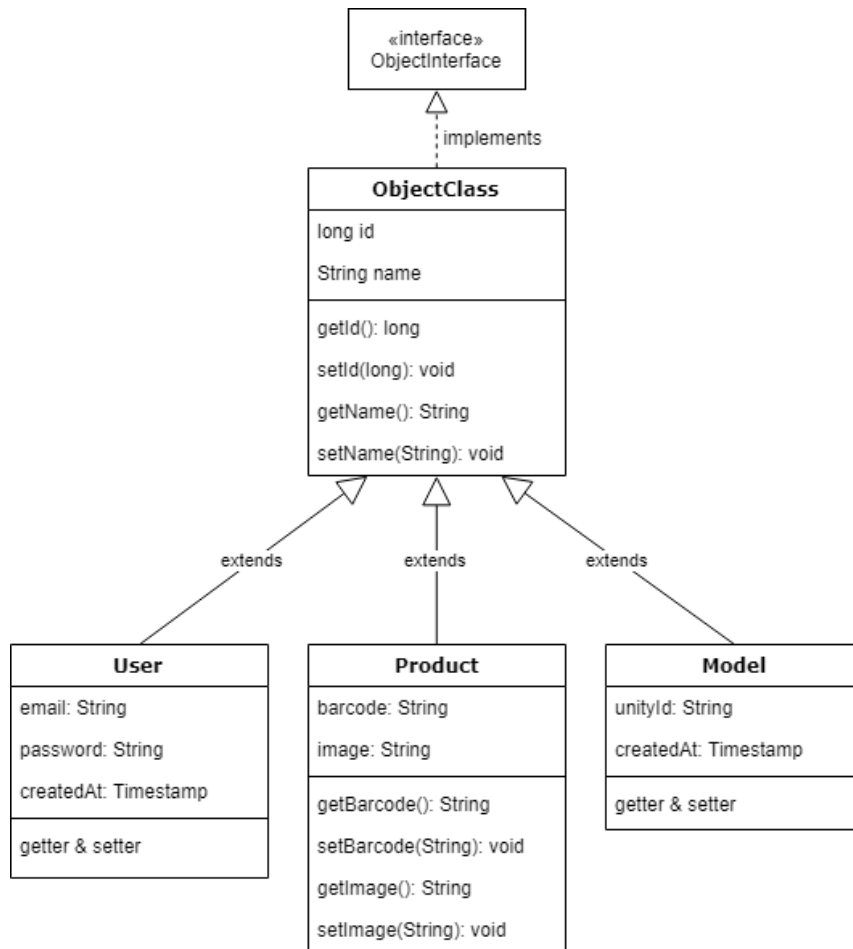 «interface»
ObjectInterface
implements
ObjectClass
long id
String name
getId(): long
setId(long): void
getName(): String
setName(String): void
extends
extends
extends
User
email: String
password: String
createdAt: Timestamp
getter & setter
Product
barcode: String
image: String
getBarcode(): String
setBarcode(String): void
getImage(): String
setImage(String): void
Model
unityId: String
createdAt: Timestamp
getter & setter